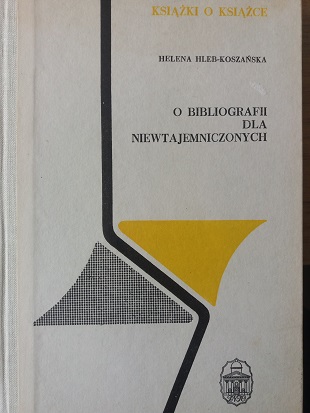 KSIĄŻKI O KSIĄŻCE
HELENA HLEB-KOSZAŃSKA
O BIBLIOGRAFII
DLA
NIEWTAJEMNICZONYCH